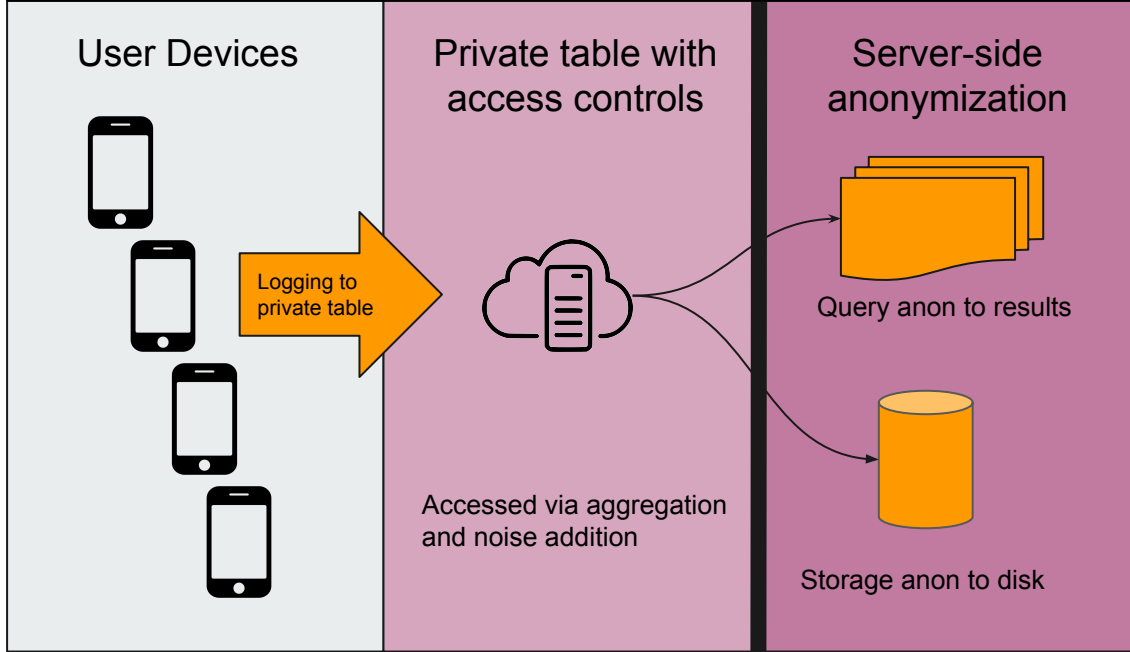 User Devices
Private table with
access controls
Server-side
anonymization
Logging to
private table
Query anon to results
Accessed via aggregation
and noise addition
Storage anon to disk